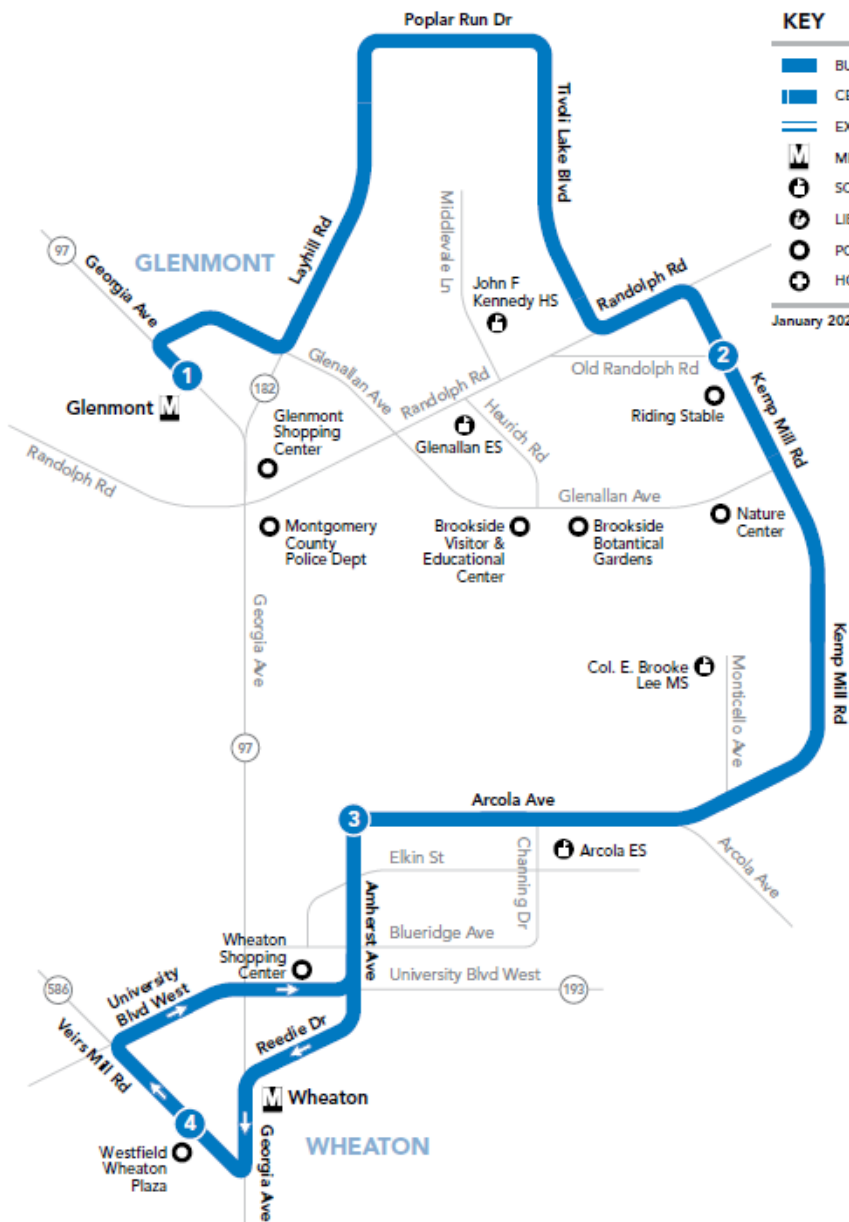 Poplar Run Dr
KEY
Tivoli Lake Blvd
M
97
Georgia Ave
GLENMONT
Layhill Rd
Middlevale Ln
John F
Kennedy HS
Randolph Rd
January 202
1
2
Glenmont M
182
Glenallan Ave
Old Randolph Rd
Riding Stable
Kemp Mill Rd
Randolph Rd
Glenmont
Shopping
Center
Heurich Rd
Glenallan ES
Randolph Rd
Glenallan Ave
Montgomery
County
Police Dept
Brookside
Visitor &
Educational
Center
Brookside
Botanical
Gardens
Nature
Center
Georgia Ave
Kemp Mill Rd
Col. E. Brooke
Lee MS
Monticello Ave
97
3
Arcola Ave
Elkin St
Channing Dr
Arcola ES
Arcola Ave
Amherst Ave
Blueridge Ave
Wheaton
Shopping
Center
University Blvd West
193
586
University
Blvd West
Veirs Mill Rd
Reedie Dr
M Wheaton
4
WHEATON
Westfield
Wheaton
Plaza
Georgia Ave